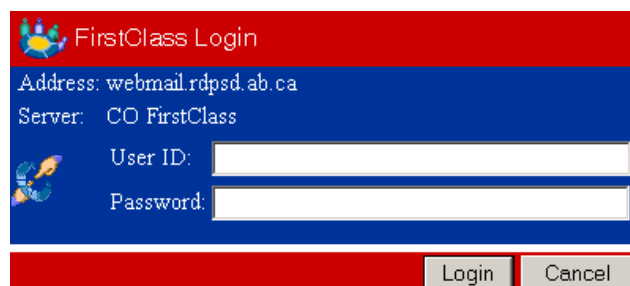 FirstClass Login
Address: webmail.rdpsd.ab.ca
Server: CO FirstClass
User ID:
Password:
Login Cancel